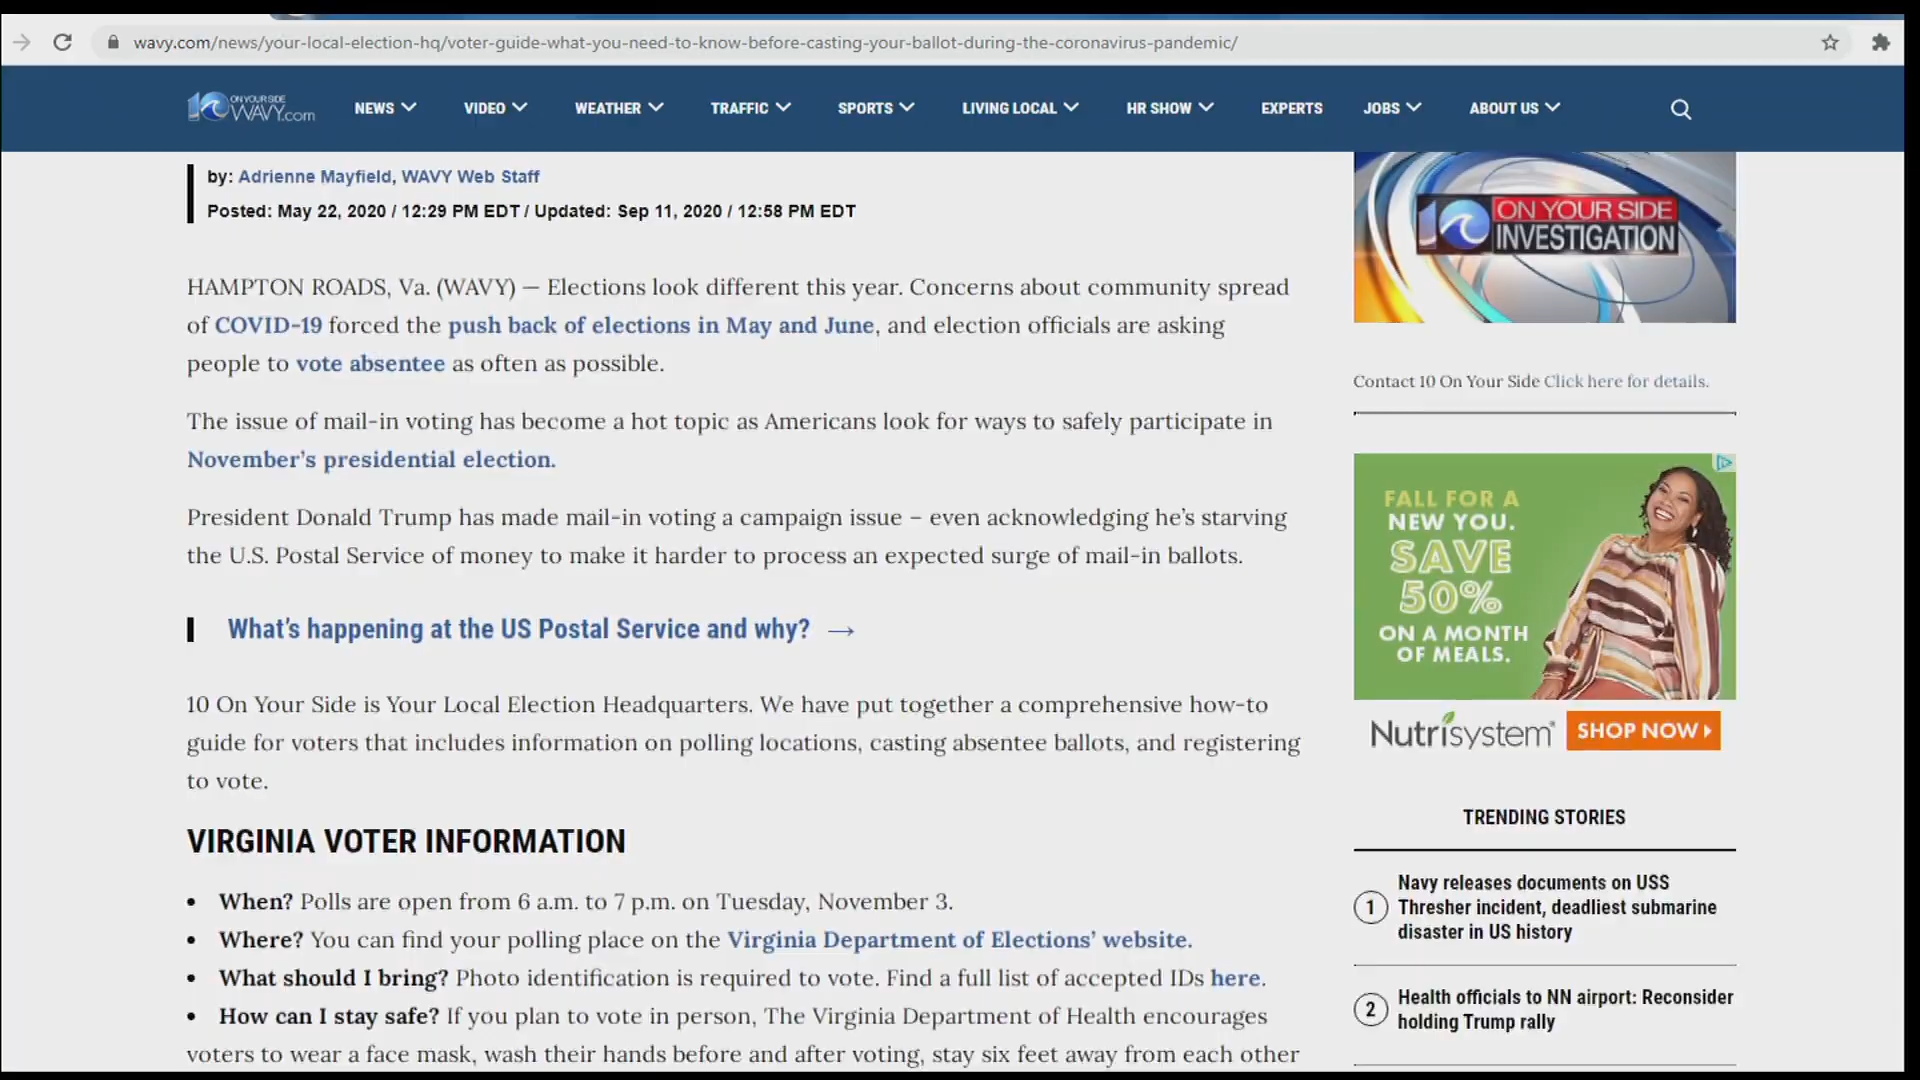 wavy.com/news/your-local-election-hq/voter-guide-what-you-need-to-know-before-casting-your-ballot-during-the-coronavirus-pandemic/
10 ON YOUR SIDE WAVY.com
NEWS VIDEO WEATHER TRAFFIC SPORTS LIVING LOCAL HR SHOW EXPERTS JOBS ABOUT US
by: Adrienne Mayfield, WAVY Web Staff
Posted: May 22, 2020 / 12:29 PM EDT / Updated: Sep 11, 2020 / 12:58 PM EDT
HAMPTON ROADS, Va. (WAVY) — Elections look different this year. Concerns about community spread
of COVID-19 forced the push back of elections in May and June, and election officials are asking
people to vote absentee as often as possible.
The issue of mail-in voting has become a hot topic as Americans look for ways to safely participate in
November’s presidential election.
President Donald Trump has made mail-in voting a campaign issue – even acknowledging he’s starving
the U.S. Postal Service of money to make it harder to process an expected surge of mail-in ballots.
What’s happening at the US Postal Service and why? →
10 On Your Side is Your Local Election Headquarters. We have put together a comprehensive how-to
guide for voters that includes information on polling locations, casting absentee ballots, and registering
to vote.
VIRGINIA VOTER INFORMATION
• When? Polls are open from 6 a.m. to 7 p.m. on Tuesday, November 3.
• Where? You can find your polling place on the Virginia Department of Elections’ website.
• What should I bring? Photo identification is required to vote. Find a full list of accepted IDs here.
• How can I stay safe? If you plan to vote in person, The Virginia Department of Health encourages
voters to wear a face mask, wash their hands before and after voting, stay six feet away from each other
10 ON YOUR SIDE
INVESTIGATION
Contact 10 On Your Side Click here for details.
FALL FOR A
NEW YOU.
SAVE
50%
ON A MONTH
OF MEALS.
Nutrisystem® SHOP NOW
TRENDING STORIES
1 Navy releases documents on USS
Thresher incident, deadliest submarine
disaster in US history
2 Health officials to NN airport: Reconsider
holding Trump rally